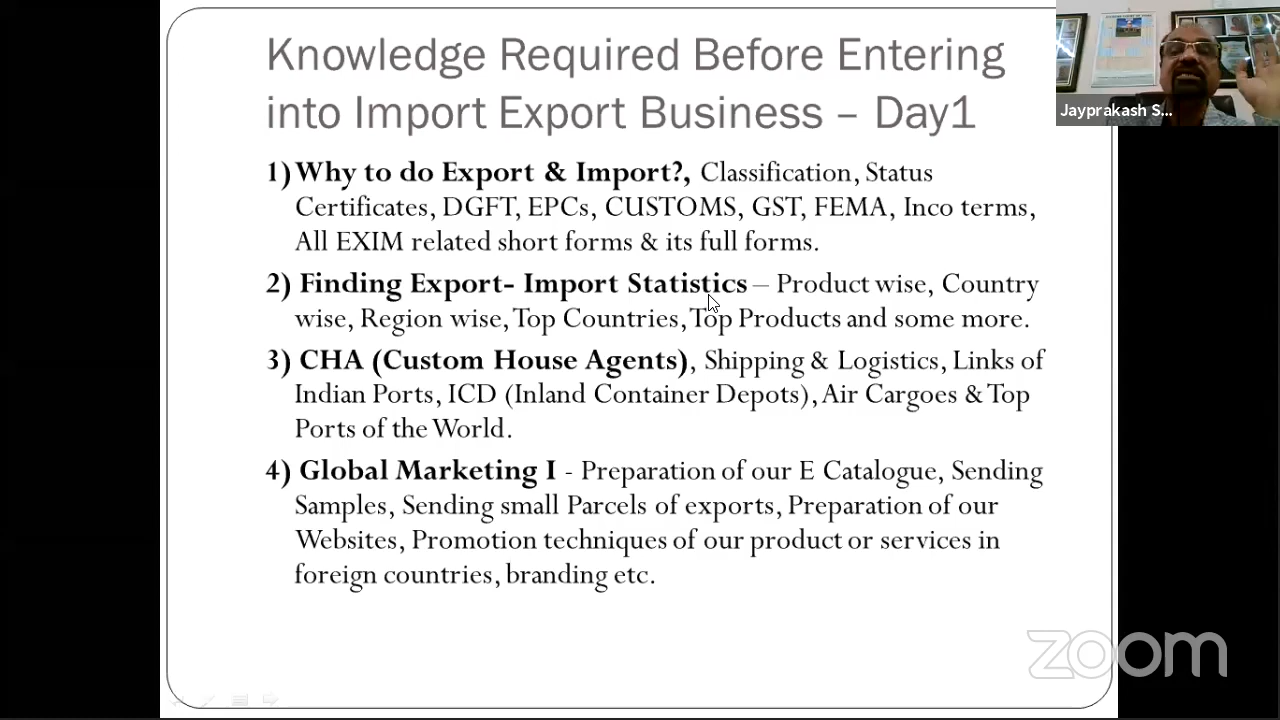 Knowledge Required Before Entering
into Import Export Business – Day1
Jayprakash S...
1) Why to do Export & Import?, Classification, Status
Certificates, DGFT, EPCs, CUSTOMS, GST, FEMA, Inco terms,
All EXIM related short forms & its full forms.
2) Finding Export- Import Statistics – Product wise, Country
wise, Region wise, Top Countries, Top Products and some more.
3) CHA (Custom House Agents), Shipping & Logistics, Links of
Indian Ports, ICD (Inland Container Depots), Air Cargoes & Top
Ports of the World.
4) Global Marketing I - Preparation of our E Catalogue, Sending
Samples, Sending small Parcels of exports, Preparation of our
Websites, Promotion techniques of our product or services in
foreign countries, branding etc.
zoom